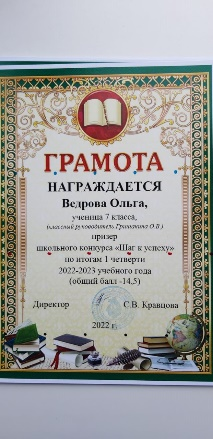 ГРАМОТА
НАГРАЖДАЕТСЯ
Ведрова Ольга,
ученица 7 класса,
(классный руководитель О.В.)
призер
школьного конкурса «Шаг к успеху»
по итогам 1 четверти
2022-2023 учебного года
(общий балл -14,5)
Директор С.В. Кравцова
2022 г.